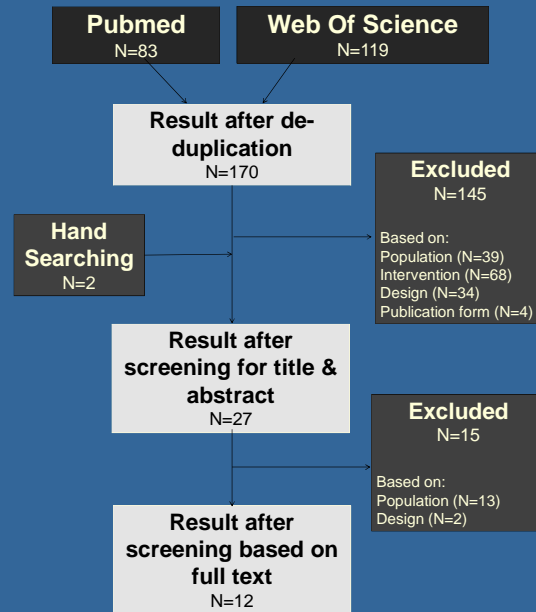 Pubmed
N=83
Web Of Science
N=119
Result after de-
duplication
N=170
Excluded
N=145
Based on:
Population (N=39)
Intervention (N=68)
Design (N=34)
Publication form (N=4)
Hand
Searching
N=2
Result after
screening for title &
abstract
N=27
Excluded
N=15
Based on:
Population (N=13)
Design (N=2)
Result after
screening based on
full text
N=12